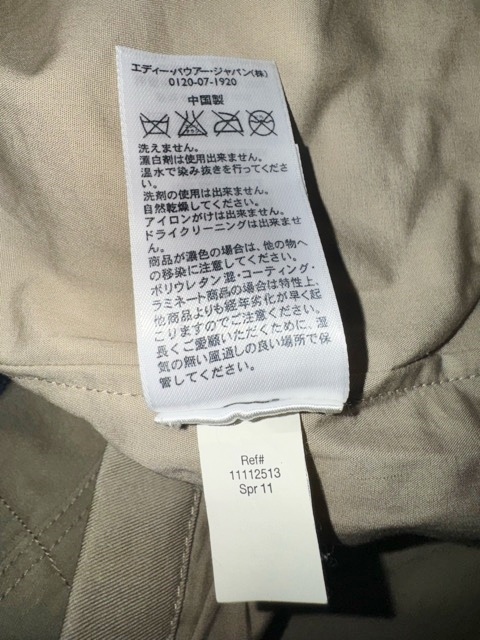 エディー・バウアー・ジャパン(株)
0120-07-1920
中国製
洗えません。
漂白剤は使用出来ません。
温水で染み抜きを行ってくださ
い。
洗剤の使用は出来ません。
自然乾燥してください。
アイロンがけは出来ません。
ドライクリーニングは出来ませ
ん。
商品が濃色の場合は、他の物へ
の移染に注意してください。
ポリウレタン混・コーティング・
ラミネート商品の場合は特性上、
他商品よりも経年劣化が早く起
こりますのでご注意ください。
長くご愛願いただくために、湿
気の無い風通しの良い場所で保
管してください。
Ref#
11112513
Spr 11